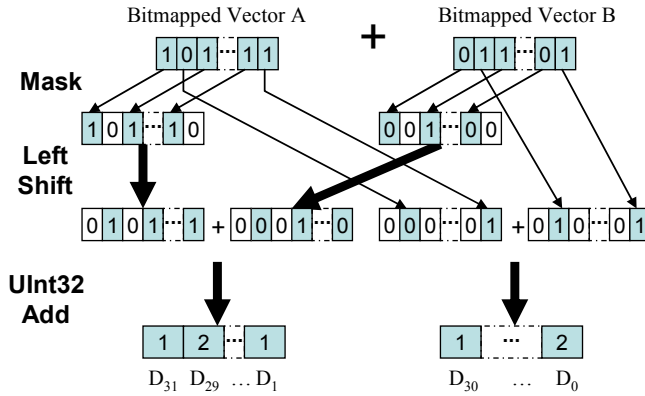 Bitmapped Vector A Bitmapped Vector B
+
1 0 1 ... 1 1 0 1 1 ... 0 1
Mask
1 0 1 ... 1 0 0 0 1 ... 0 0
Left
Shift
0 1 0 1 ... 1 + 0 0 0 1 ... 0 0 0 0 ... 0 1 + 0 1 0 ... 0 1
UInt32
Add
1 2 ... 1 1 ... 2
D31 D29 ... D1 D30 ... D0